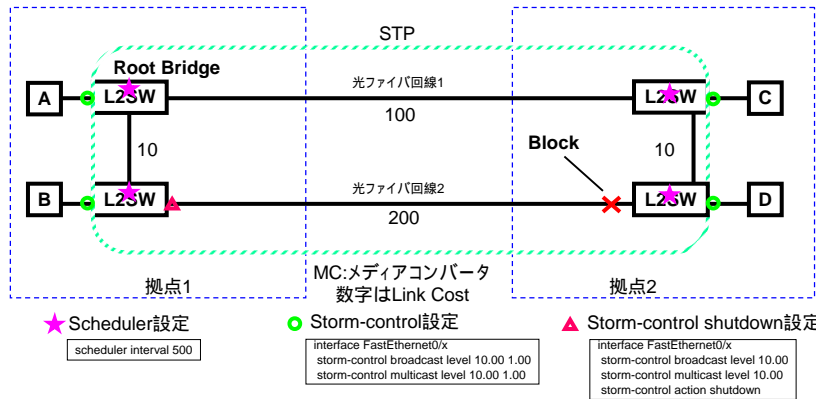 STP
Root Bridge
A
L2SW
光ファイバ回線1
100
L2SW
C
10
Block
10
B
L2SW
光ファイバ回線2
200
L2SW
D
拠点1
MC:メディアコンバータ
数字はLink Cost
拠点2
Scheduler設定
scheduler interval 500
Storm-control設定
interface FastEthernet0/x
storm-control broadcast level 10.00 1.00
storm-control multicast level 10.00 1.00
Storm-control shutdown設定
interface FastEthernet0/x
storm-control broadcast level 10.00
storm-control multicast level 10.00
storm-control action shutdown